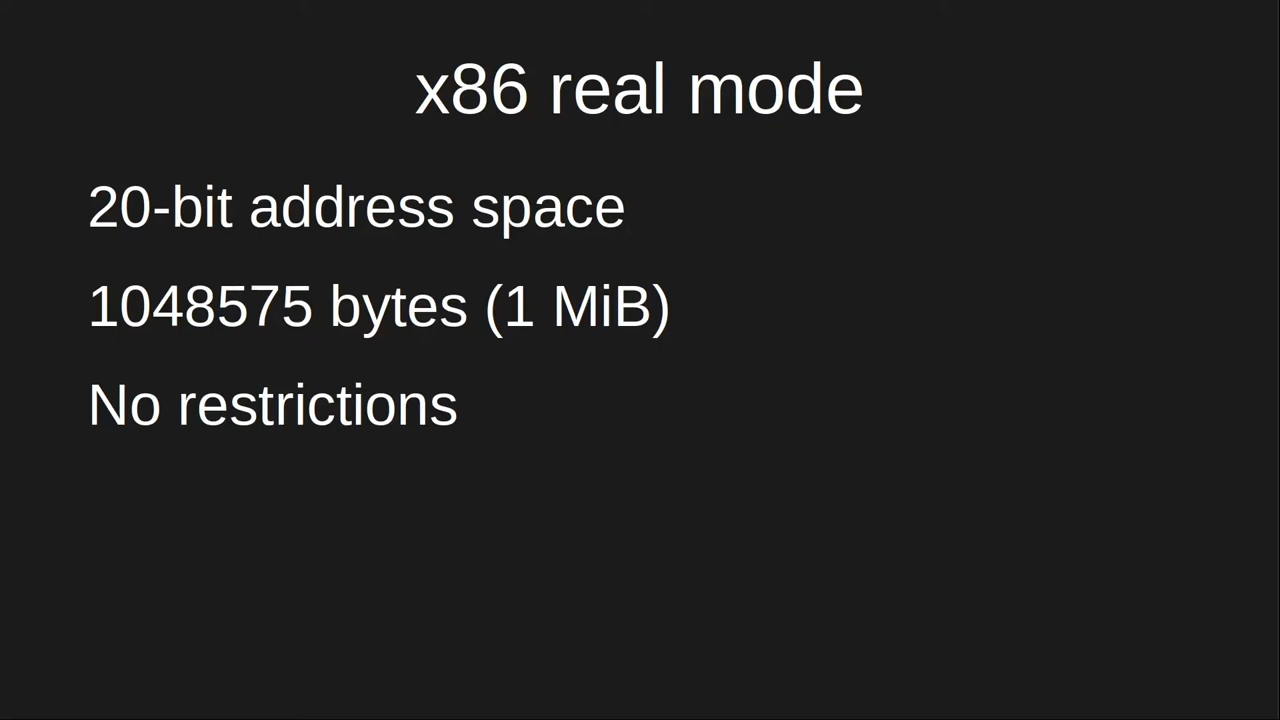 x86 real mode
20-bit address space
1048575 bytes (1 MiB)
No restrictions